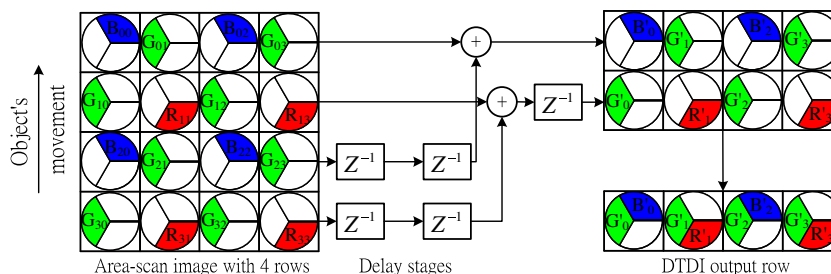 B00 G01 B02 G03 + B'0 G'1 B'2 G'3
Object's movement
G10 R11 G12 R13 + Z⁻¹ G'0 R'1 G'2 R'3
B20 G21 B22 G23 Z⁻¹ Z⁻¹
G30 R31 G32 R33 Z⁻¹ Z⁻¹ G'0 B'0 G'1 R'1 G'2 B'2 G'3 R'3
Area-scan image with 4 rows Delay stages DTDI output row